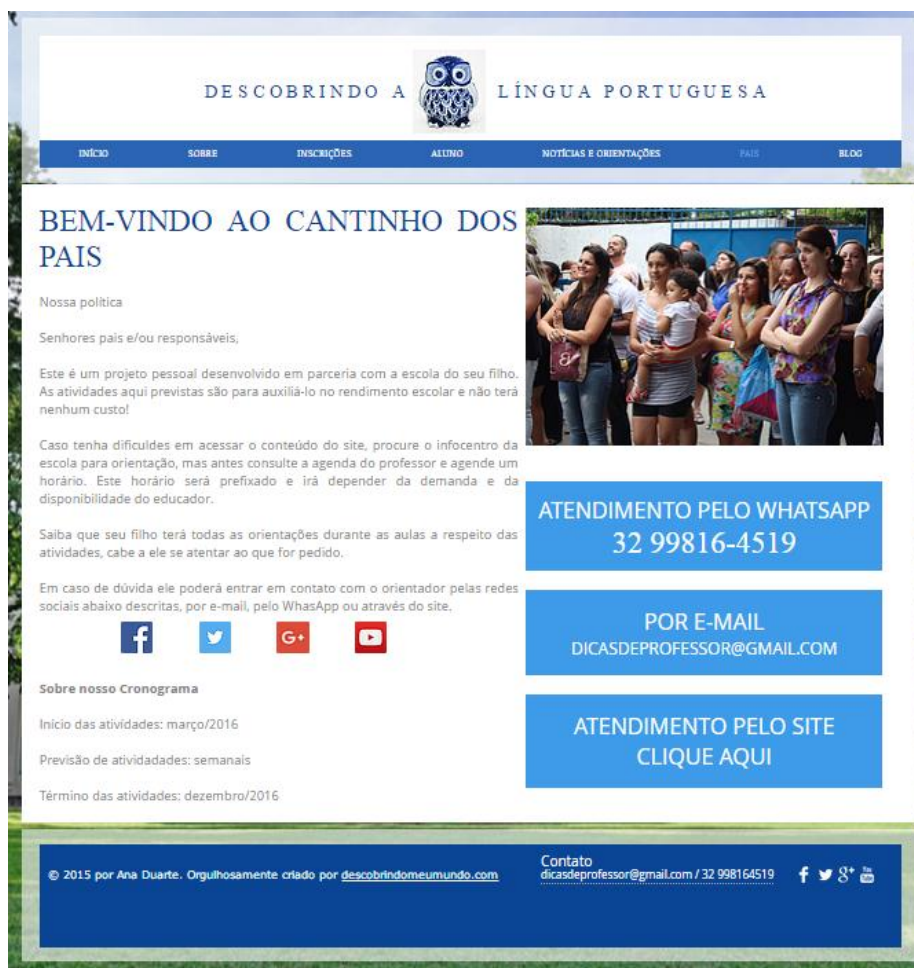 DESCOBRINDO A LÍNGUA PORTUGUESA
INÍCIO SOBRE INSCRIÇÕES ALUNO NOTÍCIAS E ORIENTAÇÕES PAIS BLOG
BEM-VINDO AO CANTINHO DOS
PAIS
Nossa política
Senhores pais e/ou responsáveis,
Este é um projeto pessoal desenvolvido em parceria com a escola do seu filho.
As atividades aqui previstas são para auxiliá-lo no rendimento escolar e não terá
nenhum custo!
Caso tenha dificuldes em acessar o conteúdo do site, procure o infocentro da
escola para orientação, mas antes consulte a agenda do professor e agende um
horário. Este horário será prefixado e irá depender da demanda e da
disponibilidade do educador.
Saiba que seu filho terá todas as orientações durante as aulas a respeito das
atividades, cabe a ele se atentar ao que for pedido.
Em caso de dúvida ele poderá entrar em contato com o orientador pelas redes
sociais abaixo descritas, por e-mail, pelo WhasApp ou através do site.
Sobre nosso Cronograma
Início das atividades: março/2016
Previsão de atividadades: semanais
Término das atividades: dezembro/2016
ATENDIMENTO PELO WHATSAPP
32 99816-4519
POR E-MAIL
DICASDEPROFESSOR@GMAIL.COM
ATENDIMENTO PELO SITE
CLIQUE AQUI
© 2015 por Ana Duarte. Orgulhosamente criado por descobrindomeumundo.com
Contato
dicasdeprofessor@gmail.com / 32 998164519